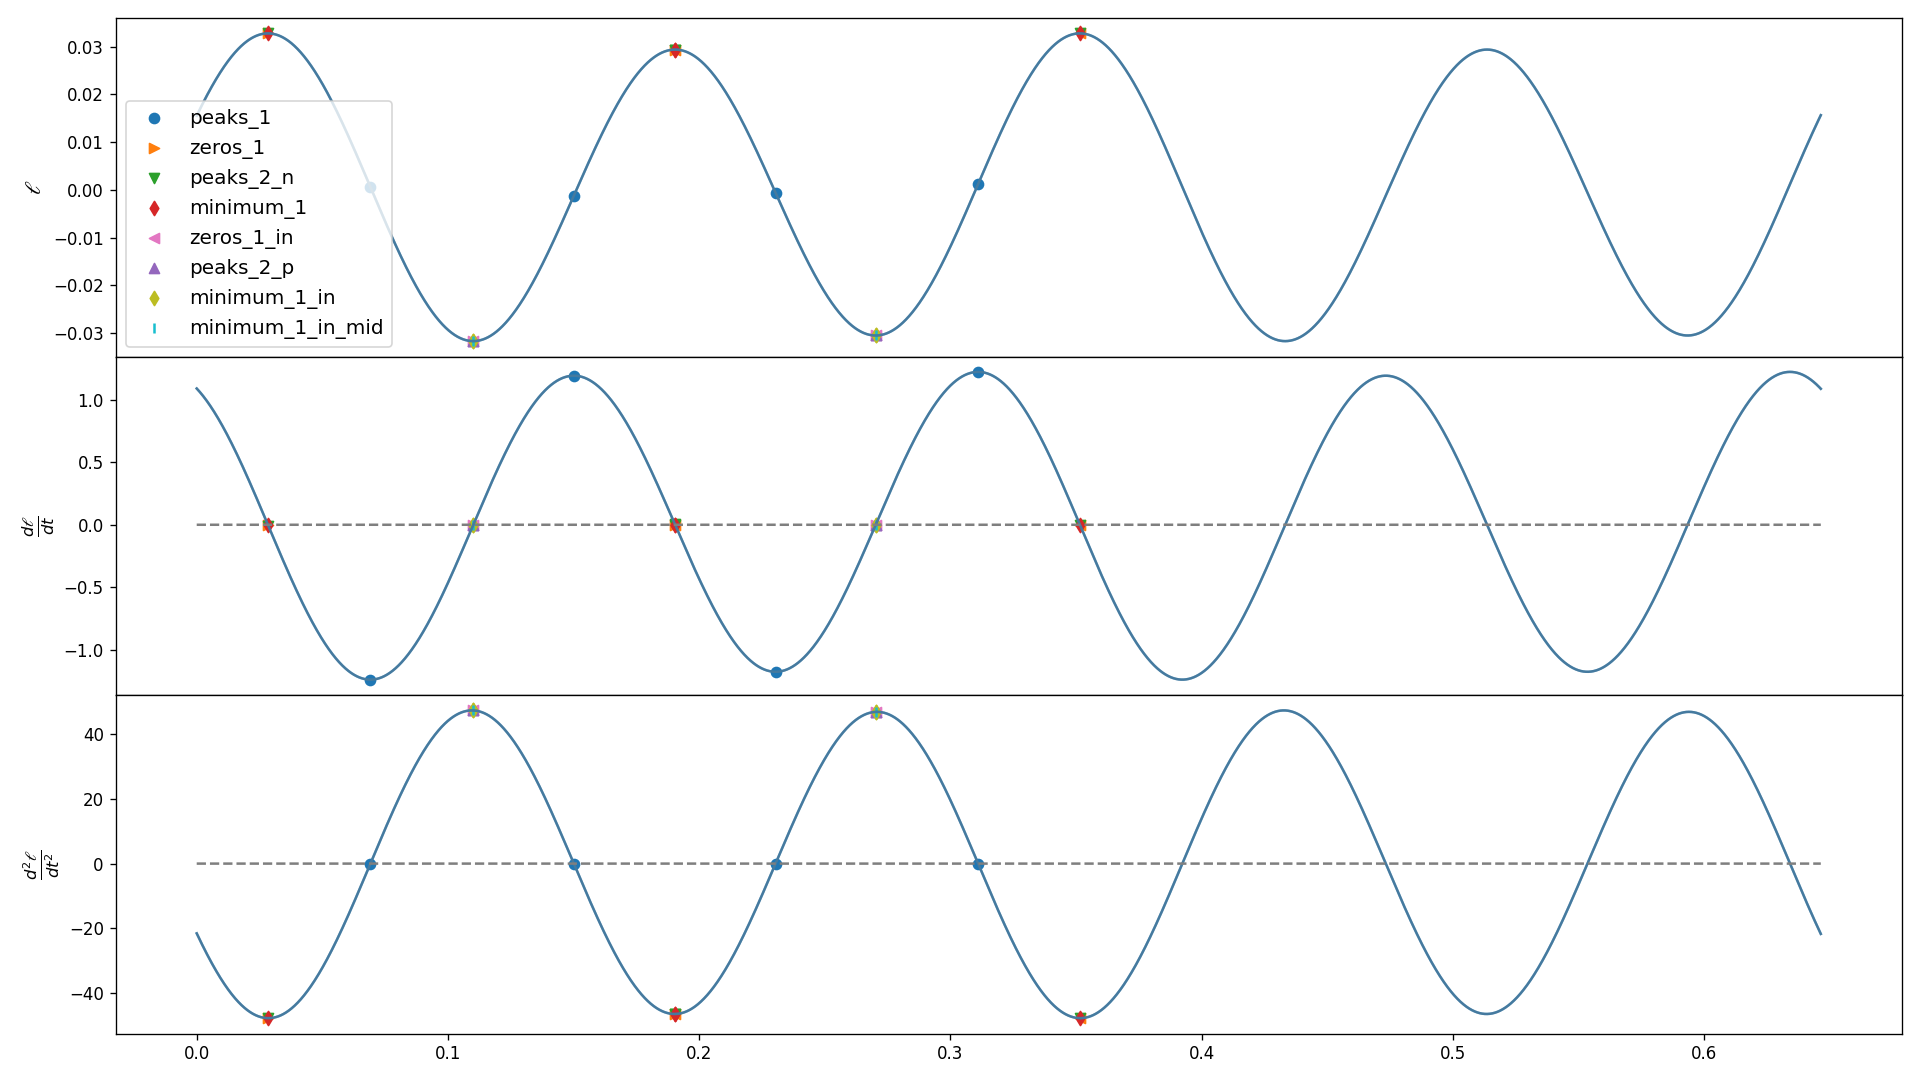 0.03
0.02
0.01
0.00
−0.01
−0.02
−0.03
ℓ
peaks_1
zeros_1
peaks_2_n
minimum_1
zeros_1_in
peaks_2_p
minimum_1_in
minimum_1_in_mid
1.0
0.5
0.0
−0.5
−1.0
dℓ
dt
40
20
0
−20
−40
d²ℓ
dt²
0.0 0.1 0.2 0.3 0.4 0.5 0.6